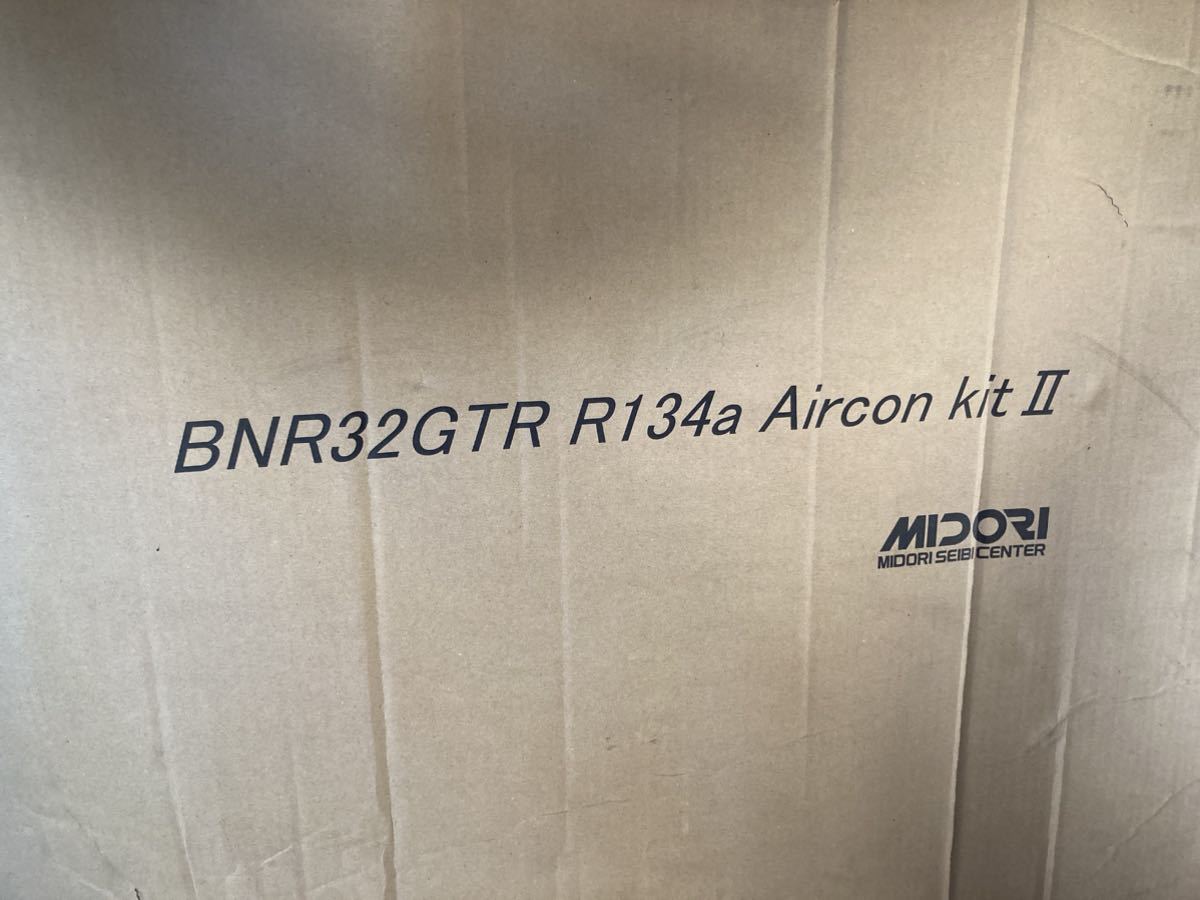 BNR32GTR R134a Aircon kit Ⅱ
MIDORI
MIDORI SEIBI CENTER